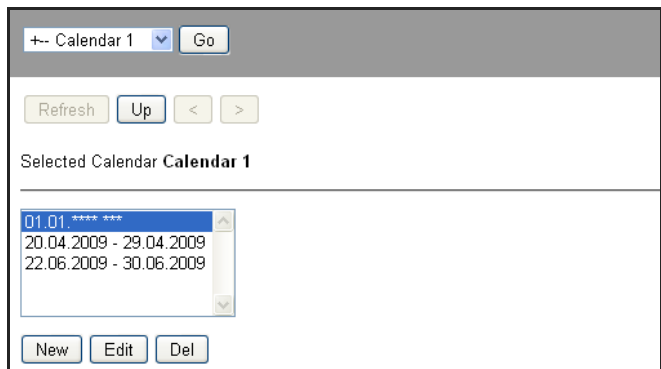 +-- Calendar 1 Go
Refresh Up < >
Selected Calendar Calendar 1
01.01.**** ***
20.04.2009 - 29.04.2009
22.06.2009 - 30.06.2009
New Edit Del